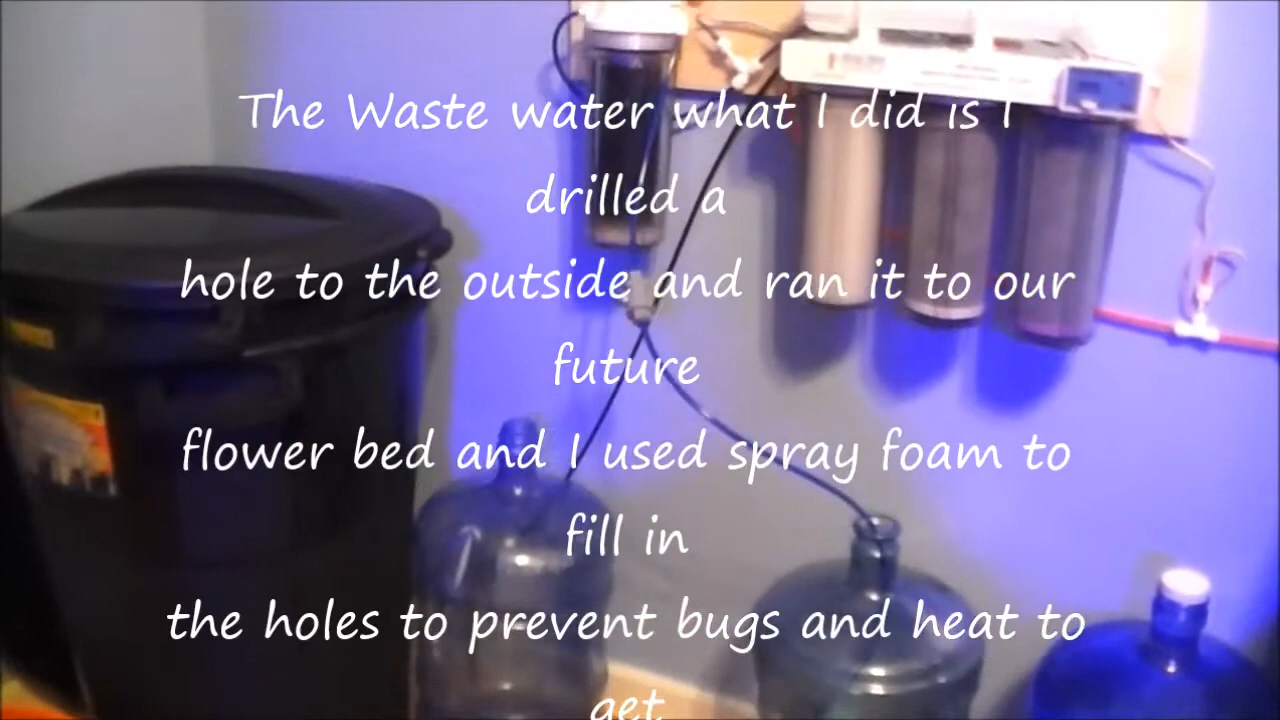 The Waste water what I did is I
drilled a
hole to the outside and ran it to our
future
flower bed and I used spray foam to
fill in
the holes to prevent bugs and heat to
get